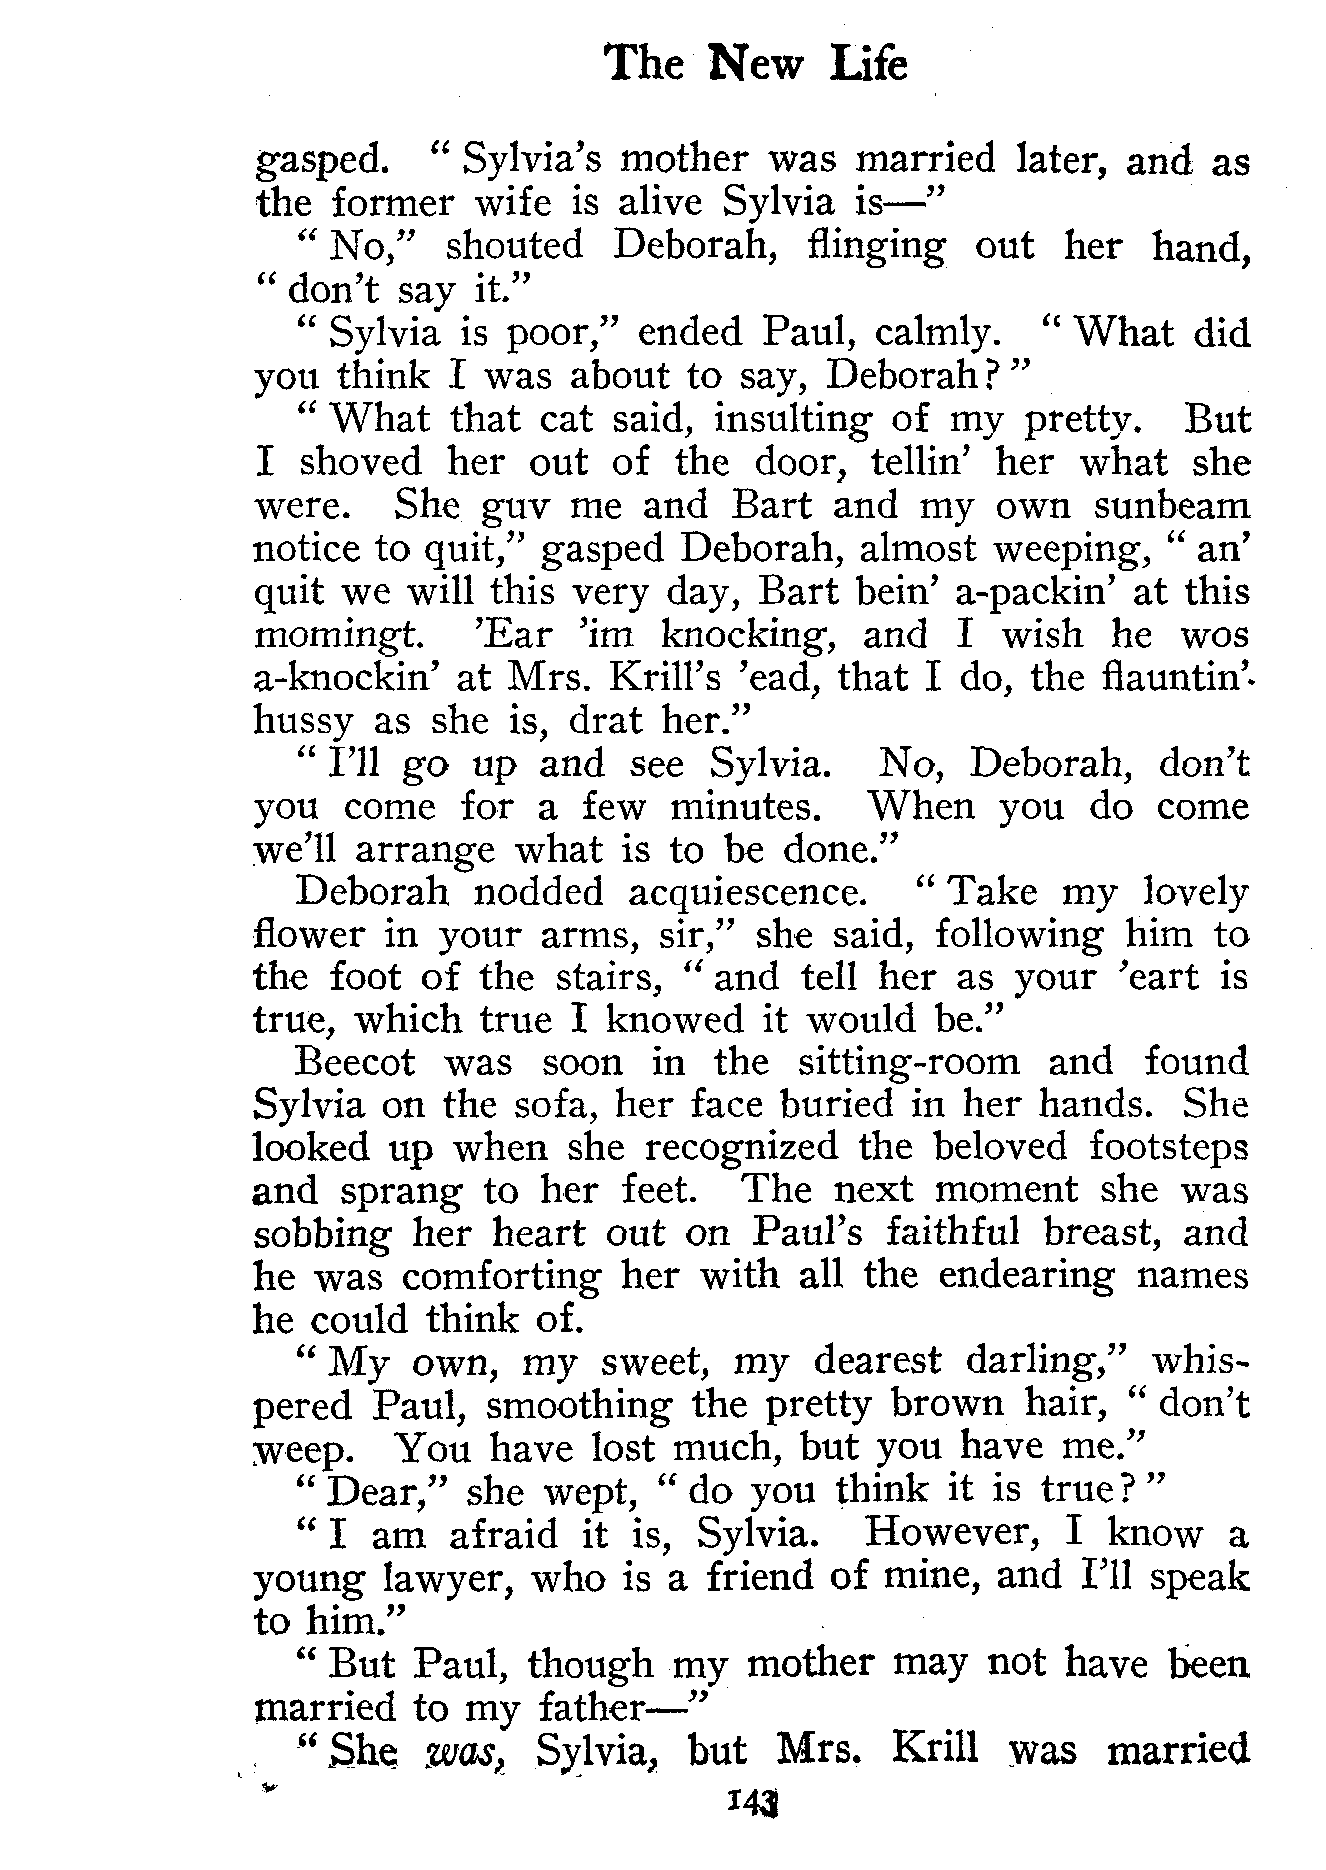 The New Life
gasped. “ Sylvia’s mother was married later, and as
the former wife is alive Sylvia is—”
“ No,” shouted Deborah, flinging out her hand,
“ don’t say it.”
“ Sylvia is poor,” ended Paul, calmly. “ What did
you think I was about to say, Deborah? ”
“ What that cat said, insulting of my pretty. But
I shoved her out of the door, tellin’ her what she
were. She guv me and Bart and my own sunbeam
notice to quit,” gasped Deborah, almost weeping, “ an’
quit we will this very day, Bart bein’ a-packin’ at this
momingt. ’Ear ’im knocking, and I wish he wos
a-knockin’ at Mrs. Krill’s ’ead, that I do, the flauntin’
hussy as she is, drat her.”
“ I’ll go up and see Sylvia. No, Deborah, don’t
you come for a few minutes. When you do come
we’ll arrange what is to be done.”
Deborah nodded acquiescence. “ Take my lovely
flower in your arms, sir,” she said, following him to
the foot of the stairs, “ and tell her as your ’eart is
true, which true I knowed it would be.”
Beecot was soon in the sitting-room and found
Sylvia on the sofa, her face buried in her hands. She
looked up when she recognized the beloved footsteps
and sprang to her feet. The next moment she was
sobbing her heart out on Paul’s faithful breast, and
he was comforting her with all the endearing names
he could think of.
“ My own, my sweet, my dearest darling,” whis-
pered Paul, smoothing the pretty brown hair, “ don’t
weep. You have lost much, but you have me.”
“ Dear,” she wept, “ do you think it is true? ”
“ I am afraid it is, Sylvia. However, I know a
young lawyer, who is a friend of mine, and I’ll speak
to him.”
“ But Paul, though my mother may not have been
married to my father—”
“ She was, Sylvia, but Mrs. Krill was married
143